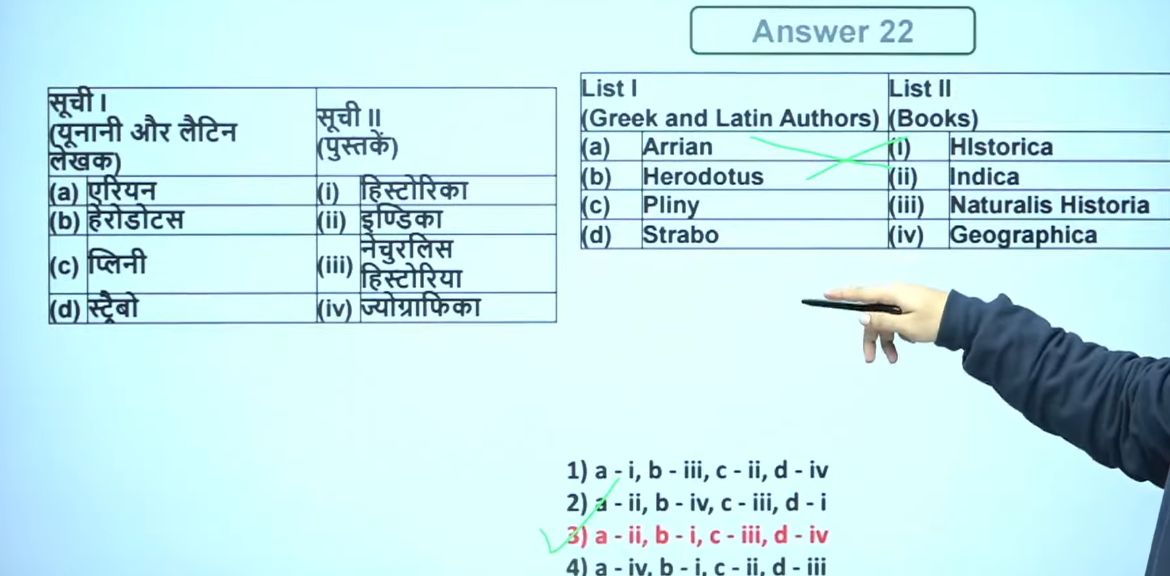 Answer 22
सूची I
(यूनानी और लैटिन
लेखक)
सूची II
(पुस्तकें)
(a) एरियन (i) हिस्टोरिका
(b) हेरोडोटस (ii) इण्डिका
(c) प्लिनी (iii) नेचुरलिस
हिस्टोरिया
(d) स्ट्रैबो (iv) ज्योग्राफिका
List I
(Greek and Latin Authors)
List II
(Books)
(a) Arrian (i) HIstorica
(b) Herodotus (ii) Indica
(c) Pliny (iii) Naturalis Historia
(d) Strabo (iv) Geographica
1) a - i, b - iii, c - ii, d - iv
2) a - ii, b - iv, c - iii, d - i
3) a - ii, b - i, c - iii, d - iv
4) a - iv, b - i, c - ii, d - iii